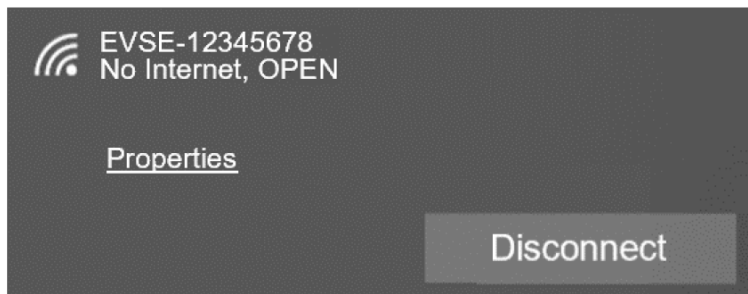 EVSE-12345678
No Internet, OPEN
Properties
Disconnect